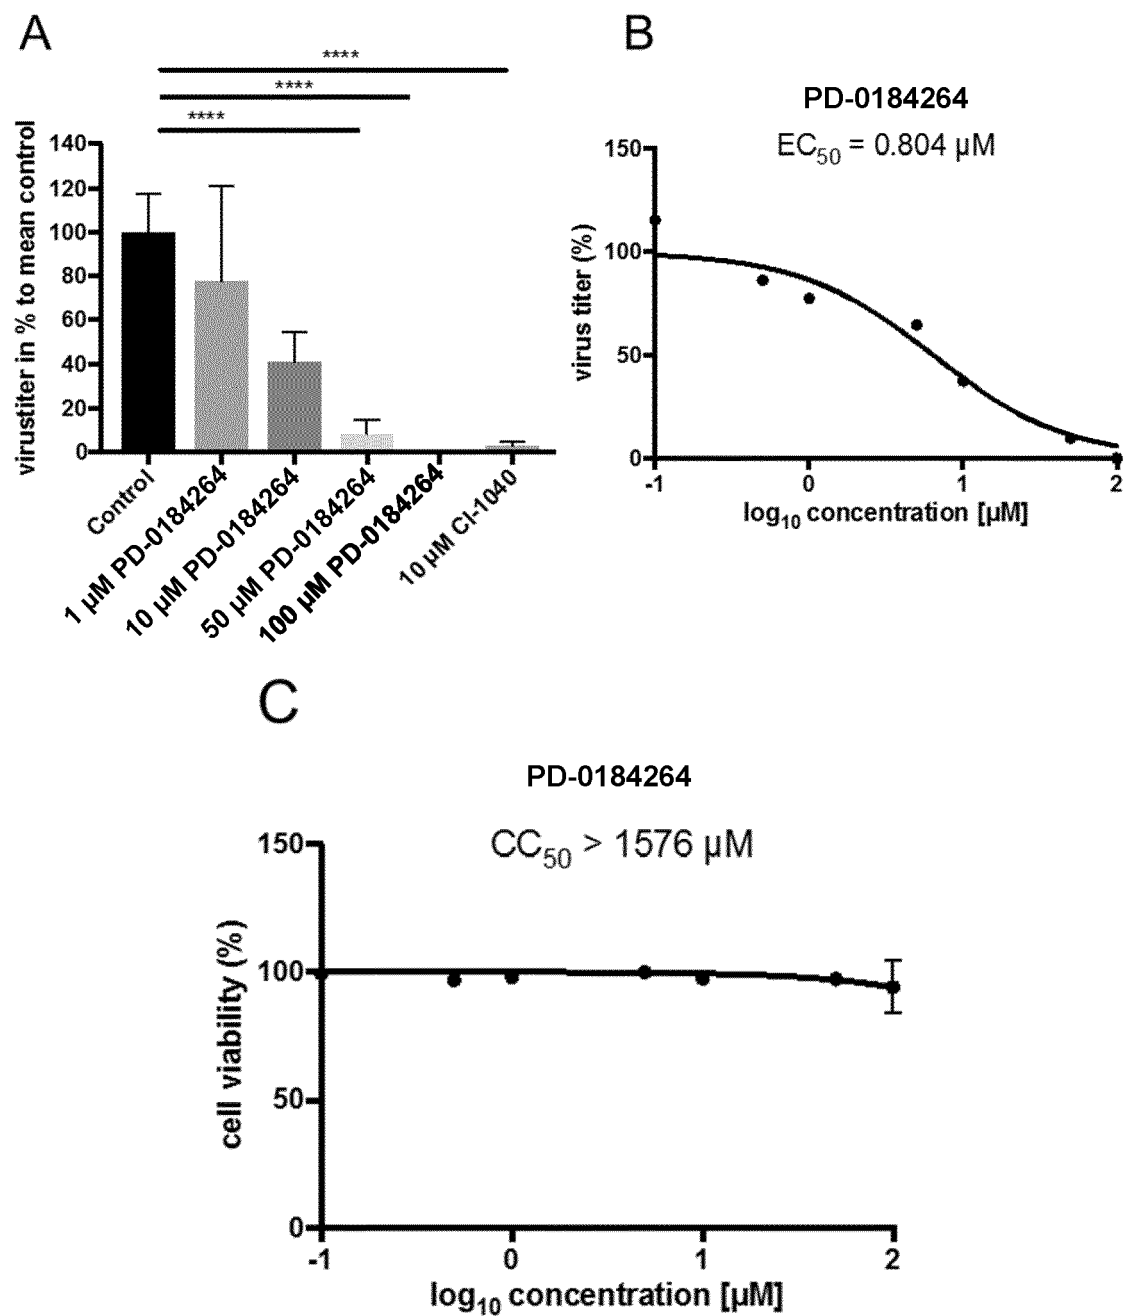 A
****
****
****
virustiter in % to mean control
140
120
100
80
60
40
20
0
Control
1 µM PD-0184264
10 µM PD-0184264
50 µM PD-0184264
100 µM PD-0184264
10 µM CI-1040
B
PD-0184264
EC50 = 0.804 µM
virus titer (%)
150
100
50
0
-1
0
1
2
log10 concentration [µM]
C
PD-0184264
CC50 > 1576 µM
cell viability (%)
150
100
50
0
-1
0
1
2
log10 concentration [µM]